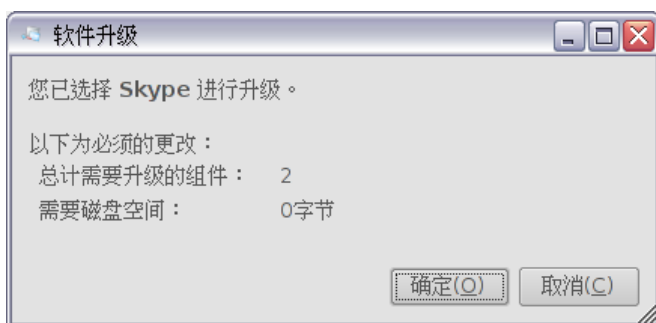 软件升级
您已选择 Skype 进行升级。
以下为必须的更改：
总计需要升级的组件： 2
需要磁盘空间： 0字节
确定(O) 取消(C)